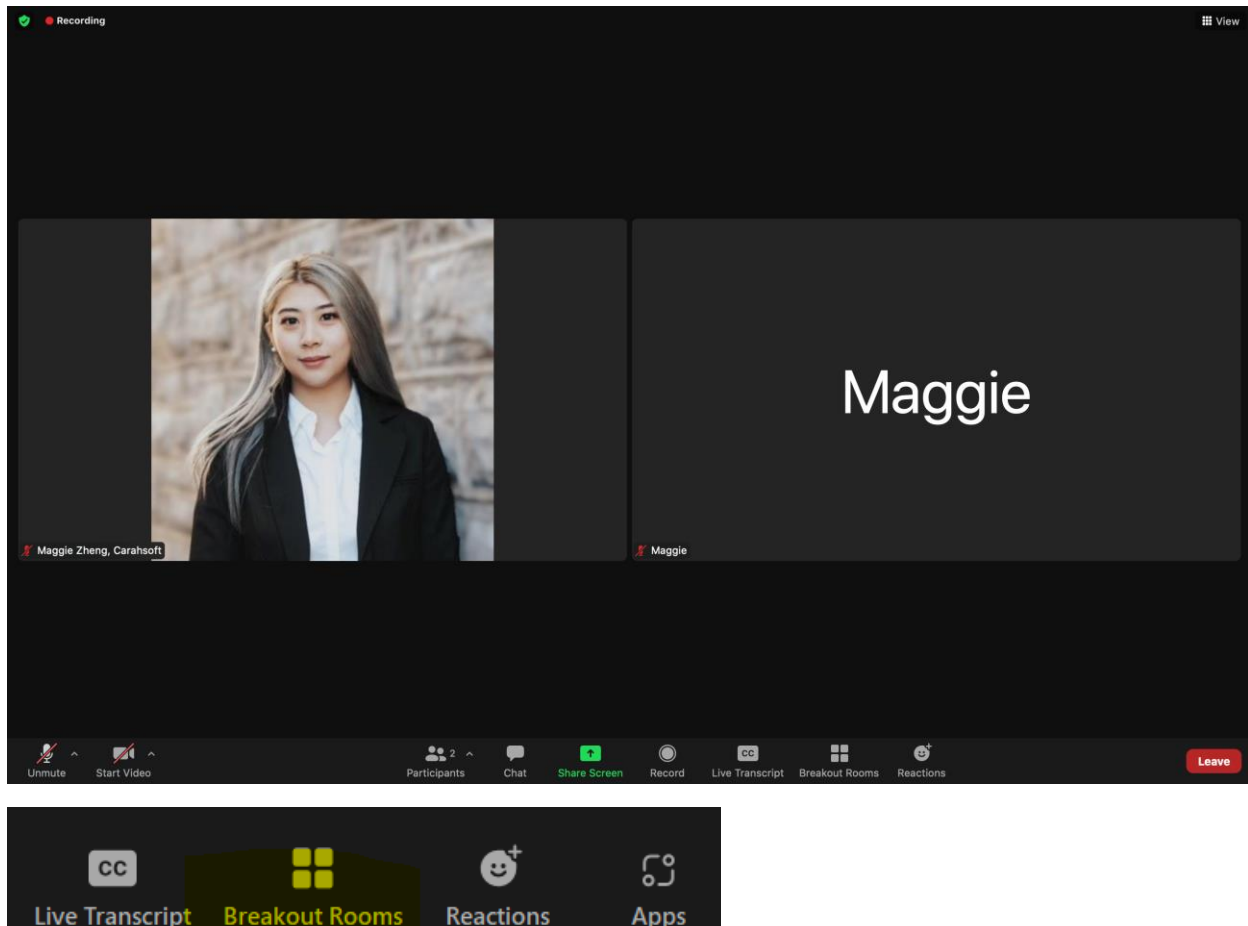 Recording
View
Maggie
Maggie Zheng, Carahsoft
Maggie
2
Unmute
Start Video
Participants
Chat
Share Screen
Record
CC
Live Transcript
Breakout Rooms
Reactions
Leave
CC
Live Transcript
Breakout Rooms
Reactions
Apps